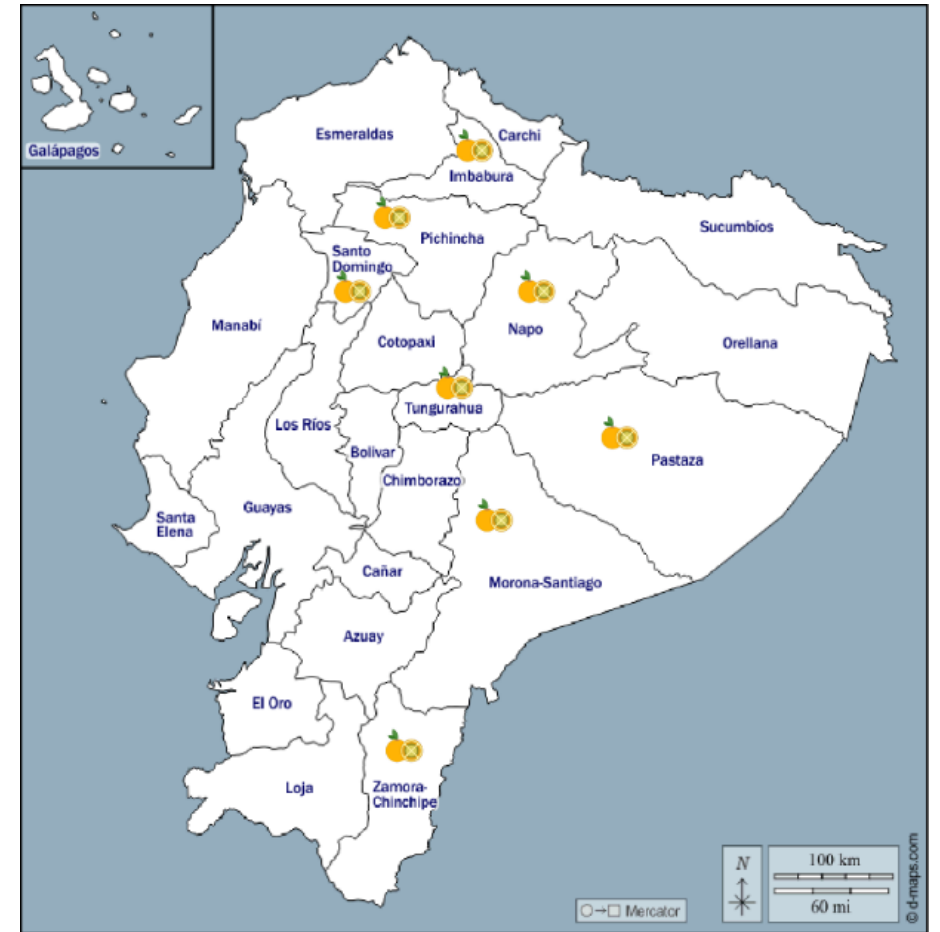 Galápagos
Esmeraldas
Carchi
Imbabura
Sucumbíos
Pichincha
Santo
Domingo
Manabí
Napo
Cotopaxi
Orellana
Tungurahua
Los Ríos
Bolívar
Pastaza
Chimborazo
Guayas
Santa
Elena
Cañar
Morona-Santiago
Azuay
El Oro
Loja
Zamora-
Chinchipe
N
100 km
60 mi
Mercator
© d-maps.com